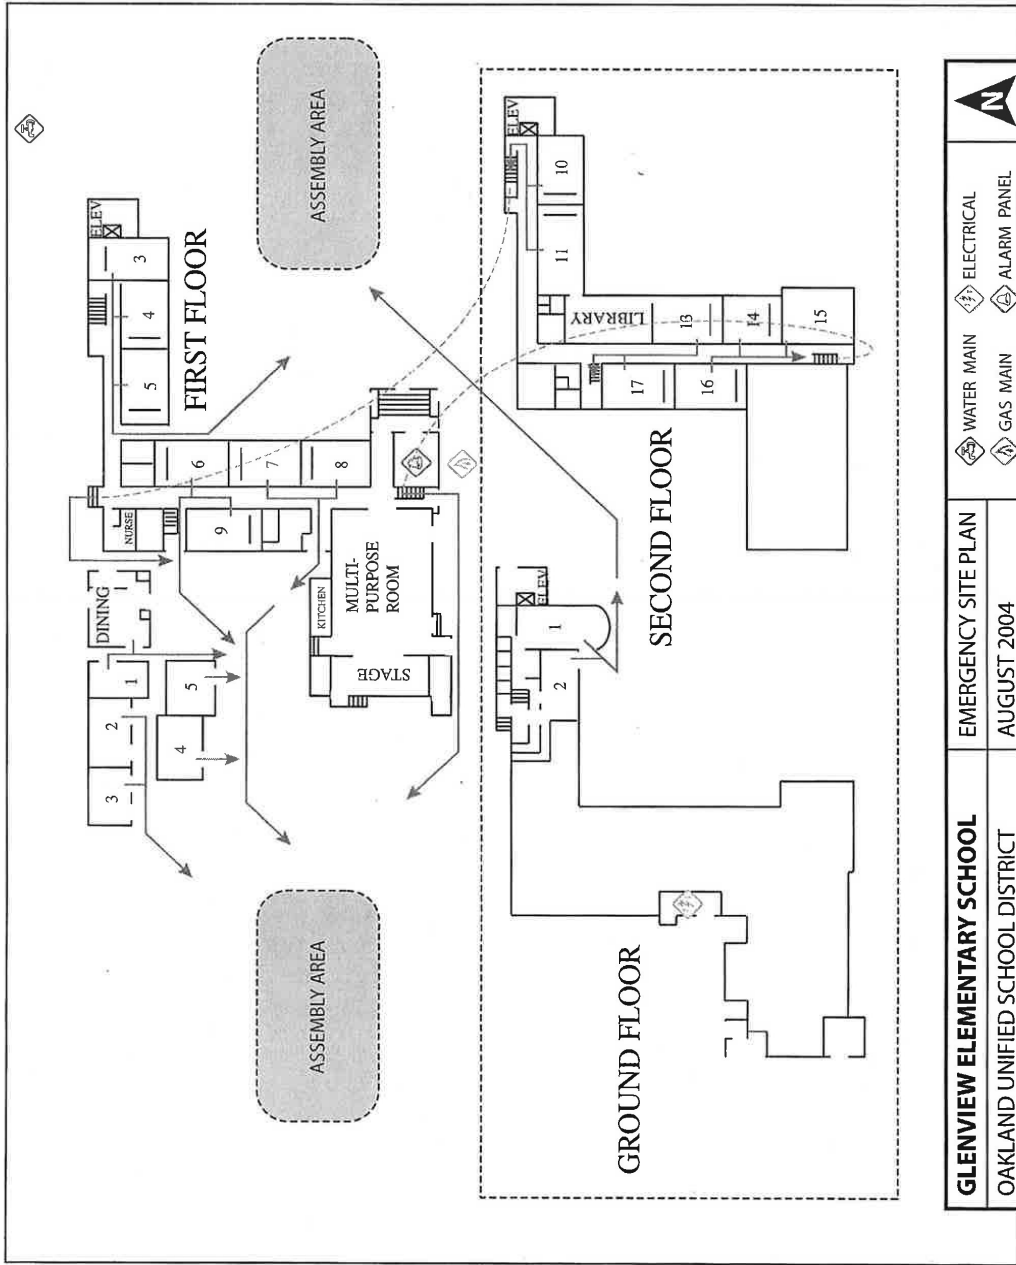 ASSEMBLY AREA
ASSEMBLY AREA
FIRST FLOOR
3
2
1
DINING
4
5
NURSE
9
6
7
8
5
4
3
ELEV
KITCHEN
MULTI-
PURPOSE
ROOM
STAGE
GROUND FLOOR
2
1
ELEV
SECOND FLOOR
17
16
LIBRARY
13
14
15
11
10
ELEV
GLENVIEW ELEMENTARY SCHOOL
OAKLAND UNIFIED SCHOOL DISTRICT
EMERGENCY SITE PLAN
AUGUST 2004
WATER MAIN
ELECTRICAL
GAS MAIN
ALARM PANEL
N